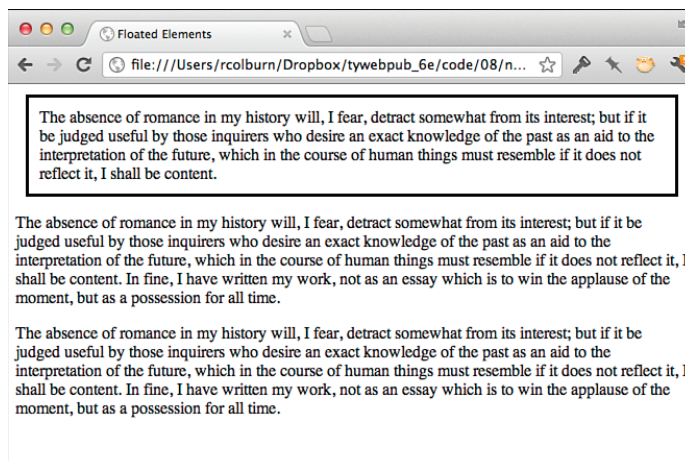 Floated Elements
file:///Users/rcolburn/Dropbox/tywebpub_6e/code/08/n...
The absence of romance in my history will, I fear, detract somewhat from its interest; but if it
be judged useful by those inquirers who desire an exact knowledge of the past as an aid to the
interpretation of the future, which in the course of human things must resemble if it does not
reflect it, I shall be content.
The absence of romance in my history will, I fear, detract somewhat from its interest; but if it be
judged useful by those inquirers who desire an exact knowledge of the past as an aid to the
interpretation of the future, which in the course of human things must resemble if it does not reflect it, I
shall be content. In fine, I have written my work, not as an essay which is to win the applause of the
moment, but as a possession for all time.
The absence of romance in my history will, I fear, detract somewhat from its interest; but if it be
judged useful by those inquirers who desire an exact knowledge of the past as an aid to the
interpretation of the future, which in the course of human things must resemble if it does not reflect it, I
shall be content. In fine, I have written my work, not as an essay which is to win the applause of the
moment, but as a possession for all time.